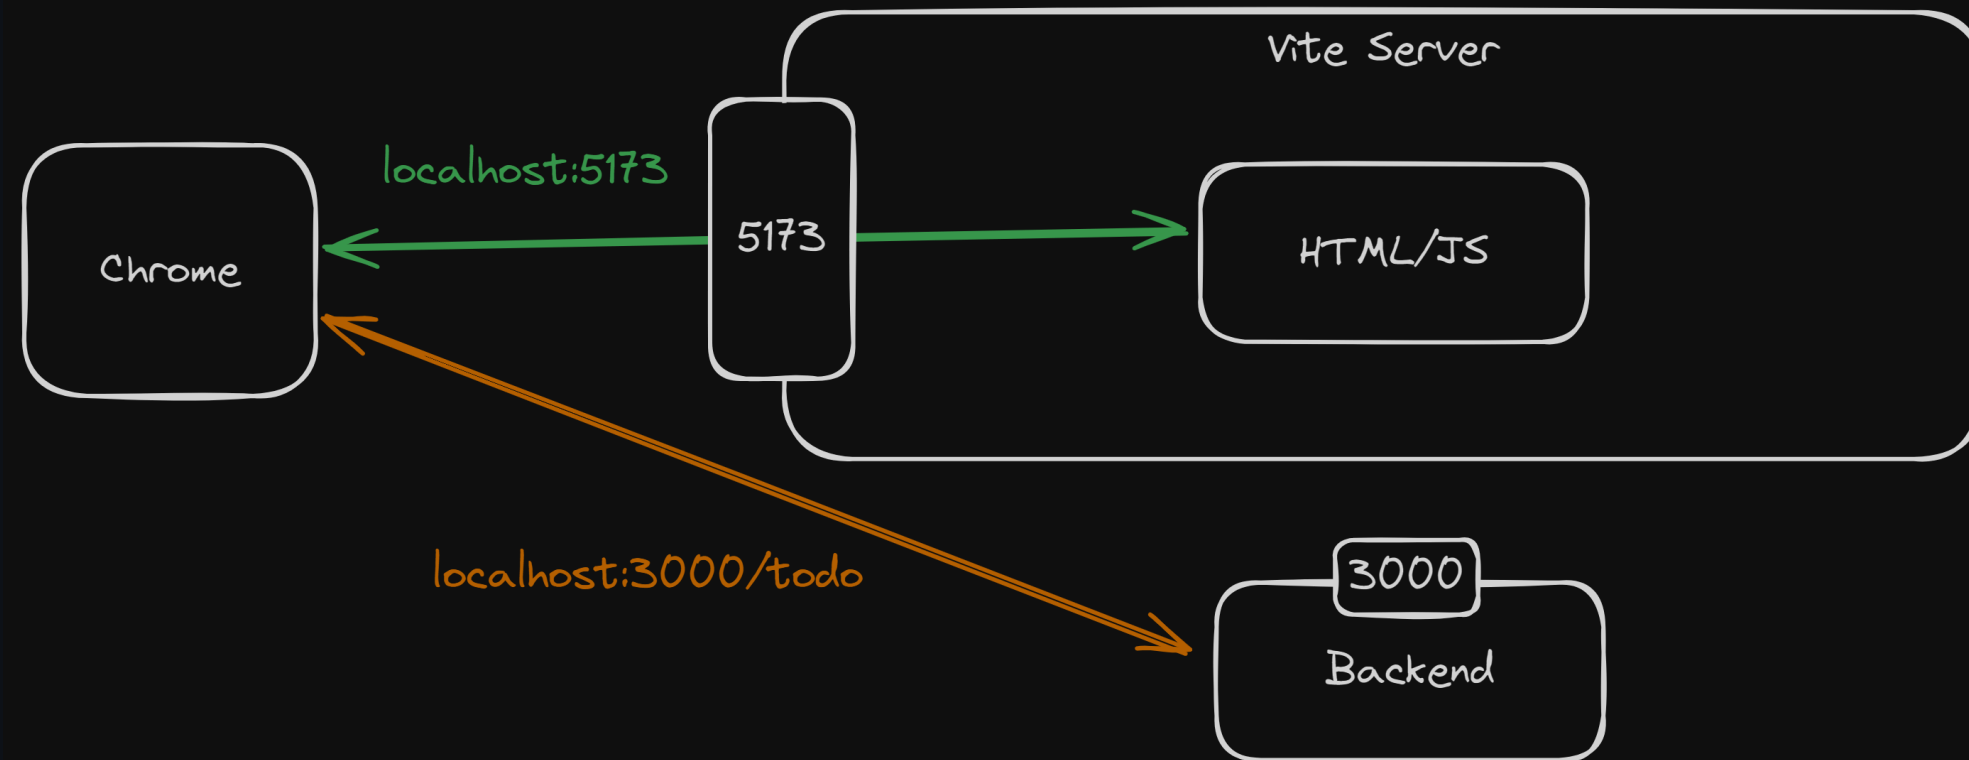 Vite Server
localhost:5173
5173
HTML/JS
Chrome
localhost:3000/todo
3000
Backend